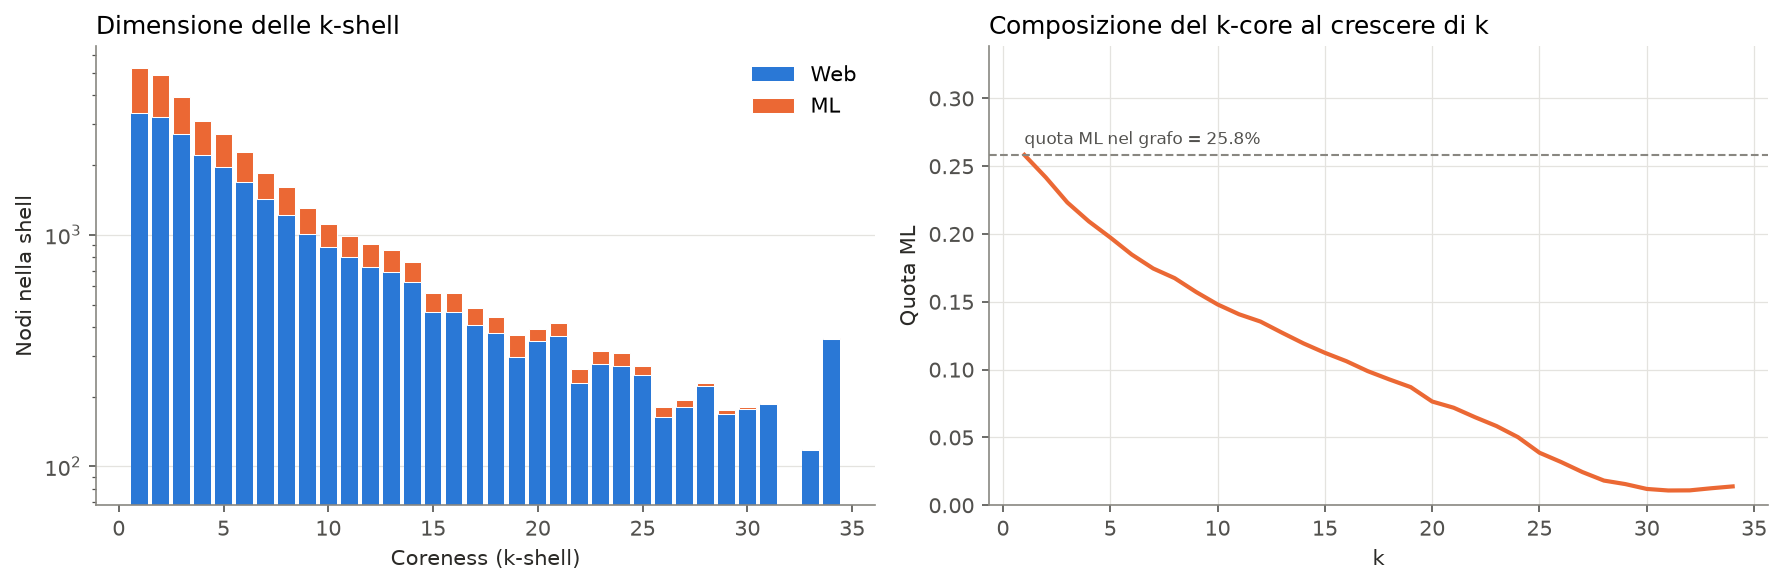 Dimensione delle k-shell
Nodi nella shell
10³
10²
Web
ML
0 5 10 15 20 25 30 35
Coreness (k-shell)
Composizione del k-core al crescere di k
Quota ML
0.30
0.25
0.20
0.15
0.10
0.05
0.00
quota ML nel grafo = 25.8%
0 5 10 15 20 25 30 35
k